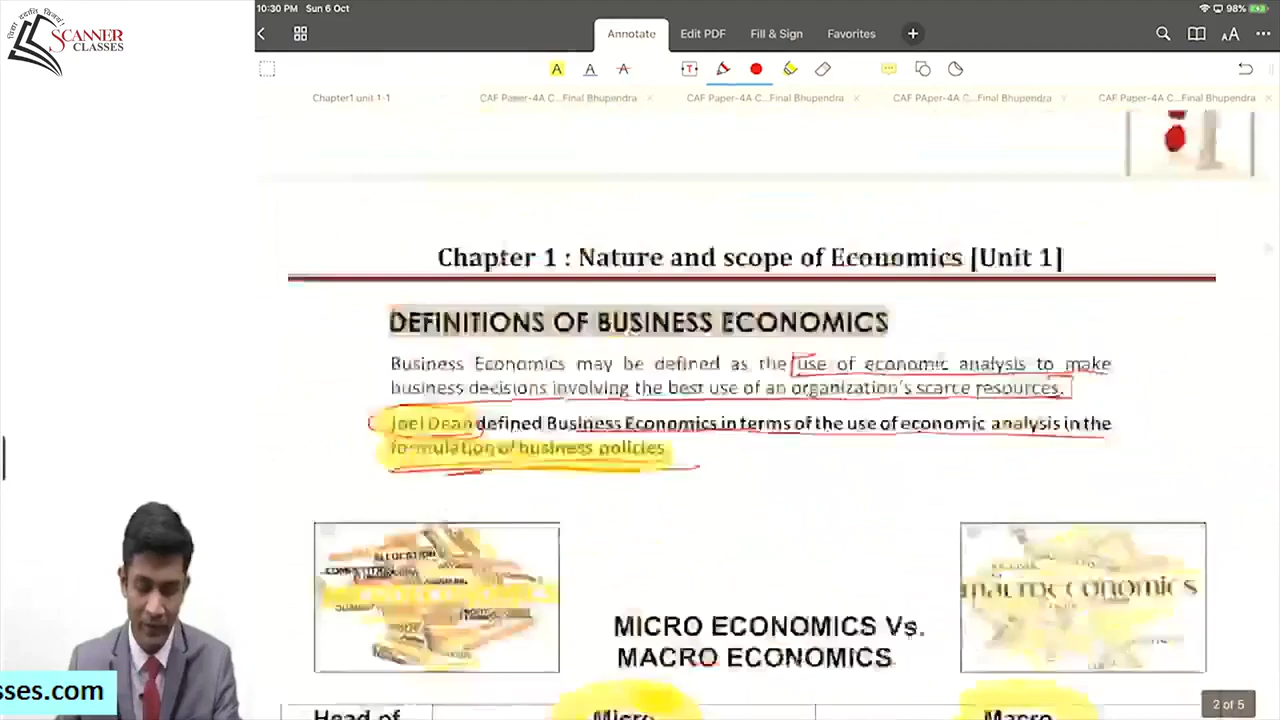 10:30 PM Sun 6 Oct
98%
SCANNER
CLASSES
Annotate
Edit PDF
Fill & Sign
Favorites
Chapter1 unit 1-1
CAF Paper-4A C...Final Bhupendra
CAF Paper-4A C...Final Bhupendra
CAF PAper-4A C...Final Bhupendra
CAF Paper-4A C...Final Bhupendra
Chapter 1 : Nature and scope of Economics [Unit 1]
DEFINITIONS OF BUSINESS ECONOMICS
Business Economics may be defined as the use of economic analysis to make
business decisions involving the best use of an organization's scarce resources.
Joel Dean defined Business Economics in terms of the use of economic analysis in the
formulation of business policies
ALLOCATION
macroeconomics
MICRO ECONOMICS Vs.
MACRO ECONOMICS
Head of
Micro
Macro
2 of 5
sses.com